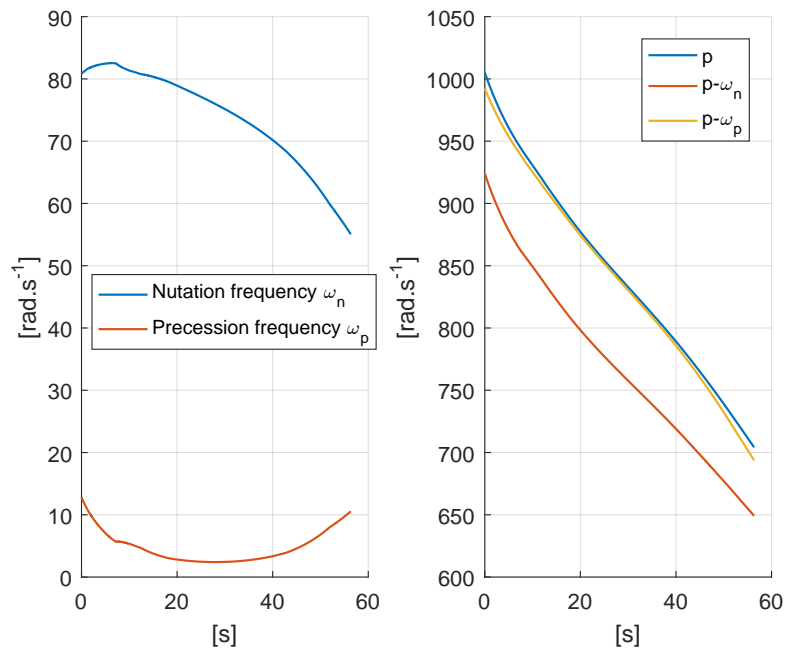 90
80
70
60
50
40
30
20
10
0
0 20 40 60
[s]
[rad.s⁻¹]
Nutation frequency ωₙ
Precession frequency ωₚ
1050
1000
950
900
850
800
750
700
650
600
0 20 40 60
[s]
[rad.s⁻¹]
p
p-ωₙ
p-ωₚ